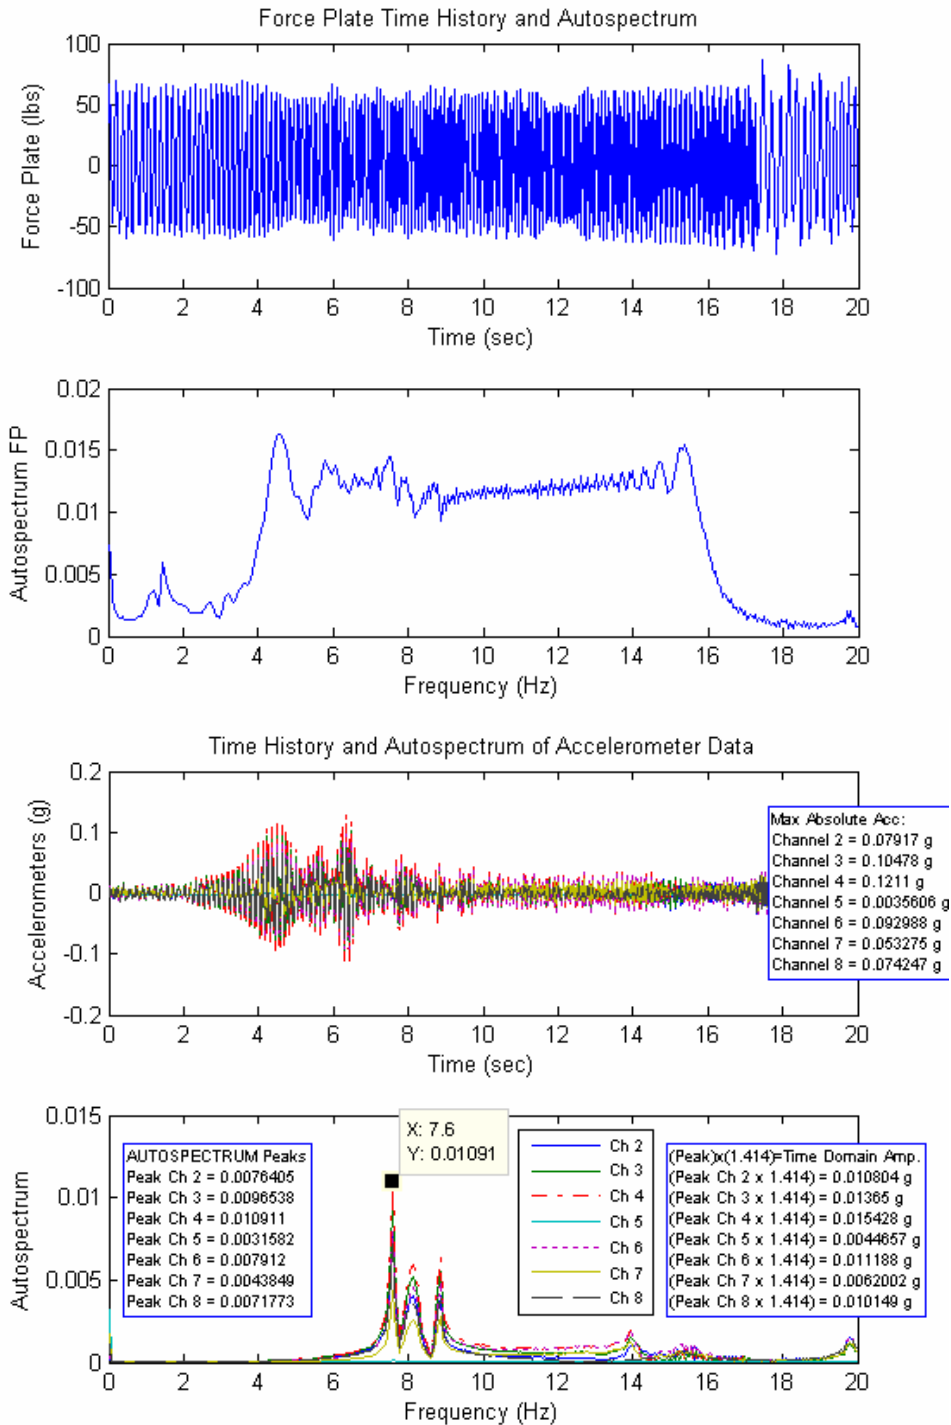 Force Plate Time History and Autospectrum
100
50
0
-50
-100
Force Plate (lbs)
0 2 4 6 8 10 12 14 16 18 20
Time (sec)
0.02
0.015
0.01
0.005
0
Autospectrum FP
0 2 4 6 8 10 12 14 16 18 20
Frequency (Hz)
Time History and Autospectrum of Accelerometer Data
0.2
0.1
0
-0.1
-0.2
Accelerometers (g)
Max Absolute Acc:
Channel 2 = 0.07917 g
Channel 3 = 0.10478 g
Channel 4 = 0.1211 g
Channel 5 = 0.0035606 g
Channel 6 = 0.092988 g
Channel 7 = 0.053275 g
Channel 8 = 0.074247 g
0 2 4 6 8 10 12 14 16 18 20
Time (sec)
0.015
0.01
0.005
0
Autospectrum
AUTOSPECTRUM Peaks
Peak Ch 2 = 0.0076405
Peak Ch 3 = 0.0096538
Peak Ch 4 = 0.010911
Peak Ch 5 = 0.0031582
Peak Ch 6 = 0.007912
Peak Ch 7 = 0.0043849
Peak Ch 8 = 0.0071773
X: 7.6
Y: 0.01091
Ch 2
Ch 3
Ch 4
Ch 5
Ch 6
Ch 7
Ch 8
(Peak)x(1.414)=Time Domain Amp.
(Peak Ch 2 x 1.414) = 0.010804 g
(Peak Ch 3 x 1.414) = 0.01365 g
(Peak Ch 4 x 1.414) = 0.015428 g
(Peak Ch 5 x 1.414) = 0.0044657 g
(Peak Ch 6 x 1.414) = 0.011188 g
(Peak Ch 7 x 1.414) = 0.0062002 g
(Peak Ch 8 x 1.414) = 0.010149 g
0 2 4 6 8 10 12 14 16 18 20
Frequency (Hz)